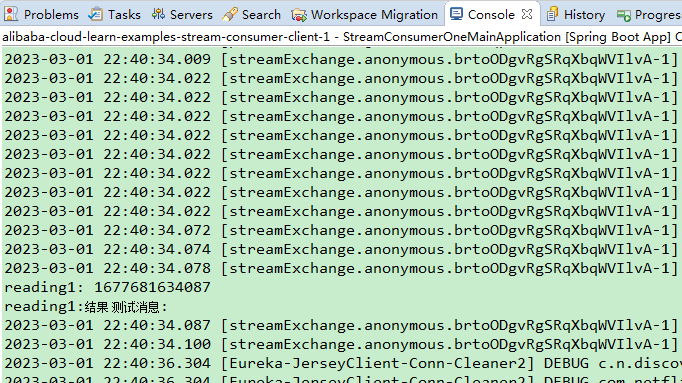 Problems Tasks Servers Search Workspace Migration Console History Progres
alibaba-cloud-learn-examples-stream-consumer-client-1 - StreamConsumerOneMainApplication [Spring Boot App] C
2023-03-01 22:40:34.009 [streamExchange.anonymous.brtoODgvRgSRqXbqWVIlvA-1]
2023-03-01 22:40:34.022 [streamExchange.anonymous.brtoODgvRgSRqXbqWVIlvA-1]
2023-03-01 22:40:34.022 [streamExchange.anonymous.brtoODgvRgSRqXbqWVIlvA-1]
2023-03-01 22:40:34.022 [streamExchange.anonymous.brtoODgvRgSRqXbqWVIlvA-1]
2023-03-01 22:40:34.022 [streamExchange.anonymous.brtoODgvRgSRqXbqWVIlvA-1]
2023-03-01 22:40:34.022 [streamExchange.anonymous.brtoODgvRgSRqXbqWVIlvA-1]
2023-03-01 22:40:34.022 [streamExchange.anonymous.brtoODgvRgSRqXbqWVIlvA-1]
2023-03-01 22:40:34.022 [streamExchange.anonymous.brtoODgvRgSRqXbqWVIlvA-1]
2023-03-01 22:40:34.022 [streamExchange.anonymous.brtoODgvRgSRqXbqWVIlvA-1]
2023-03-01 22:40:34.072 [streamExchange.anonymous.brtoODgvRgSRqXbqWVIlvA-1]
2023-03-01 22:40:34.074 [streamExchange.anonymous.brtoODgvRgSRqXbqWVIlvA-1]
2023-03-01 22:40:34.078 [streamExchange.anonymous.brtoODgvRgSRqXbqWVIlvA-1]
reading1: 1677681634087
reading1:结果 测试消息:
2023-03-01 22:40:34.087 [streamExchange.anonymous.brtoODgvRgSRqXbqWVIlvA-1]
2023-03-01 22:40:34.100 [streamExchange.anonymous.brtoODgvRgSRqXbqWVIlvA-1]
2023-03-01 22:40:36.304 [Eureka-JerseyClient-Conn-Cleaner2] DEBUG c.n.discov
2023-03-01 22:40:36.304 [Eureka-JerseyClient-Conn-Cleaner2] DEBUG com.netfl